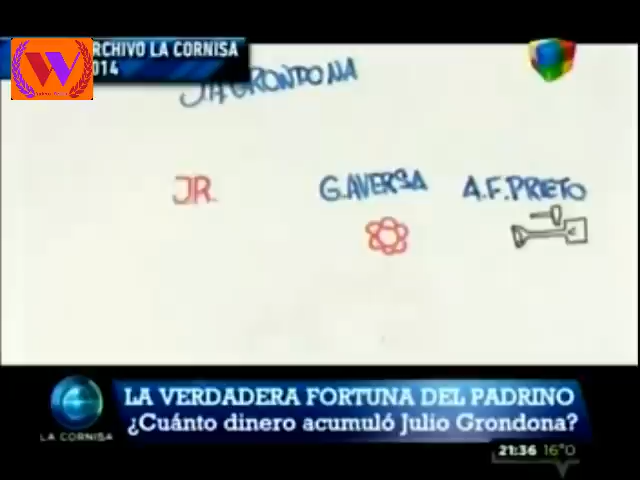 ARCHIVO LA CORNISA
2014
W
J.A. GRONDONA
JR.
G. AVERSA
A.F. PRIETO
LA VERDADERA FORTUNA DEL PADRINO
¿Cuánto dinero acumuló Julio Grondona?
LA CORNISA
21:36 16°